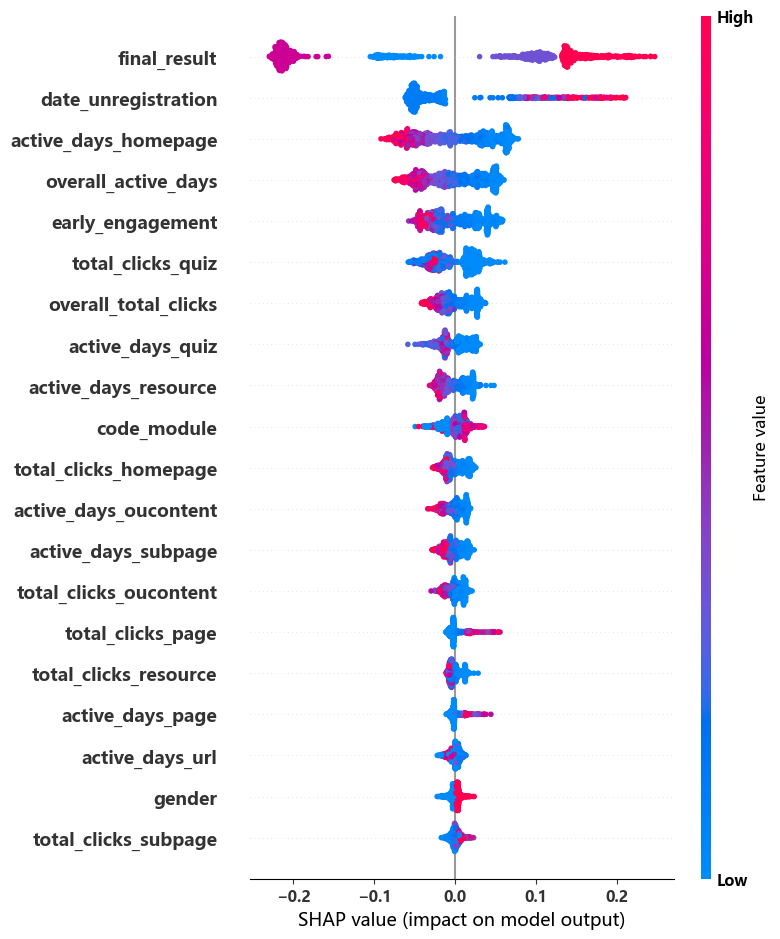 High
final_result
date_unregistration
active_days_homepage
overall_active_days
early_engagement
total_clicks_quiz
overall_total_clicks
active_days_quiz
active_days_resource
code_module
total_clicks_homepage
active_days_oucontent
active_days_subpage
total_clicks_oucontent
total_clicks_page
total_clicks_resource
active_days_page
active_days_url
gender
total_clicks_subpage
Low
Feature value
−0.2 −0.1 0.0 0.1 0.2
SHAP value (impact on model output)